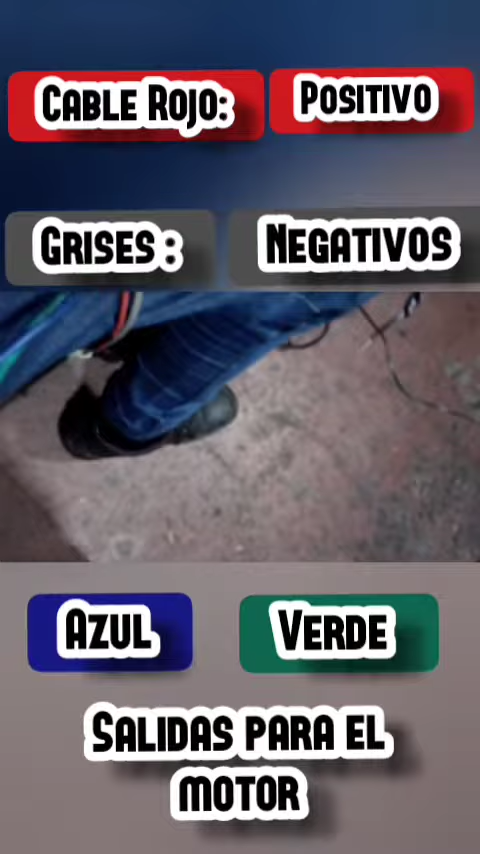 Cable Rojo: Positivo
Grises: Negativos
Azul Verde
Salidas para el
motor